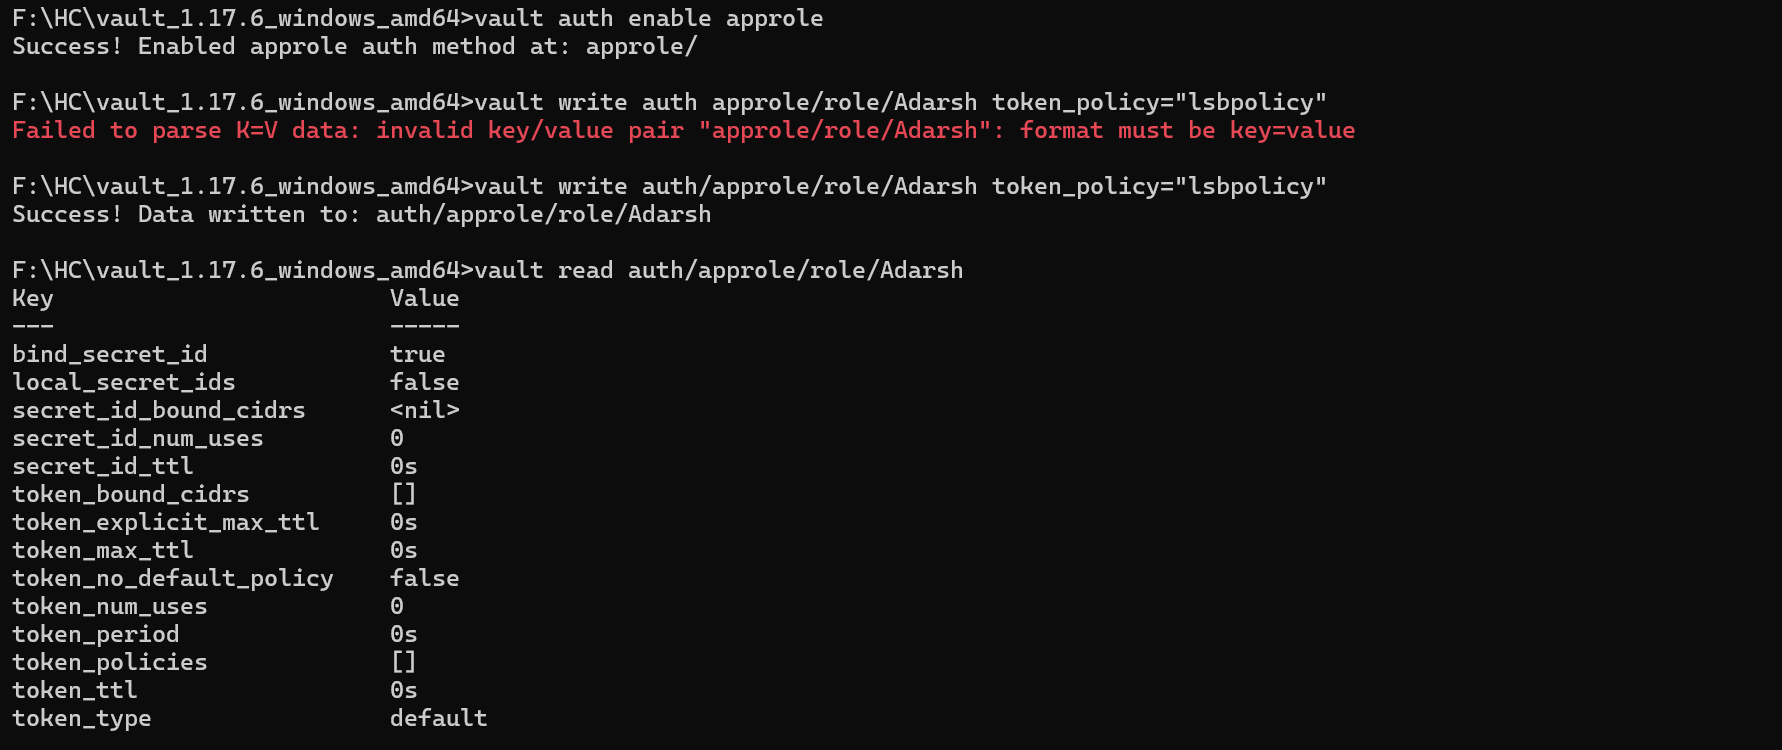 F:\HC\vault_1.17.6_windows_amd64>vault auth enable approle
Success! Enabled approle auth method at: approle/
F:\HC\vault_1.17.6_windows_amd64>vault write auth approle/role/Adarsh token_policy="lsbpolicy"
Failed to parse K=V data: invalid key/value pair "approle/role/Adarsh": format must be key=value
F:\HC\vault_1.17.6_windows_amd64>vault write auth/approle/role/Adarsh token_policy="lsbpolicy"
Success! Data written to: auth/approle/role/Adarsh
F:\HC\vault_1.17.6_windows_amd64>vault read auth/approle/role/Adarsh
Key                        Value
---                        -----
bind_secret_id             true
local_secret_ids           false
secret_id_bound_cidrs      <nil>
secret_id_num_uses         0
secret_id_ttl              0s
token_bound_cidrs          []
token_explicit_max_ttl     0s
token_max_ttl              0s
token_no_default_policy    false
token_num_uses             0
token_period               0s
token_policies             []
token_ttl                  0s
token_type                 default